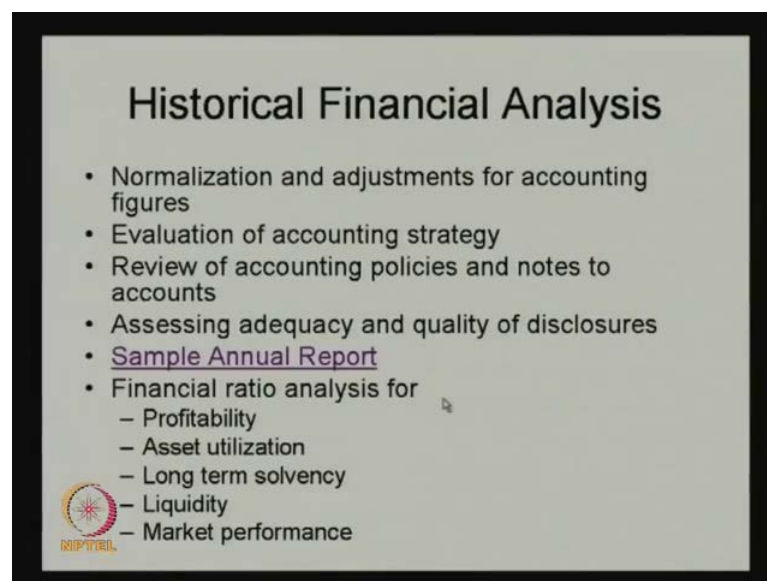 Historical Financial Analysis
• Normalization and adjustments for accounting
figures
• Evaluation of accounting strategy
• Review of accounting policies and notes to
accounts
• Assessing adequacy and quality of disclosures
• Sample Annual Report
• Financial ratio analysis for
– Profitability
– Asset utilization
– Long term solvency
– Liquidity
– Market performance
NPTEL